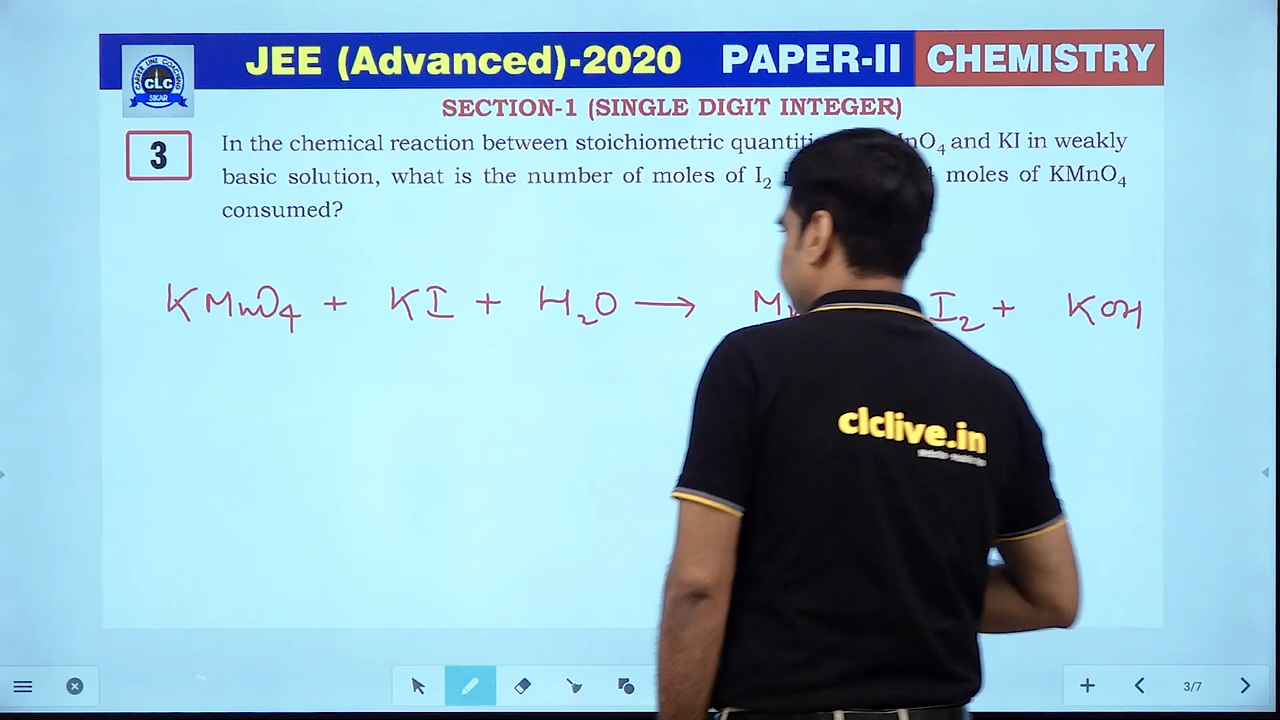 JEE (Advanced)-2020 PAPER-II CHEMISTRY
CLC
SIKAR
SECTION-1 (SINGLE DIGIT INTEGER)
3
In the chemical reaction between stoichiometric KMnO₄ and KI in weakly
basic solution, what is the number of moles of I₂ moles of KMnO₄
consumed?
KMnO₄ + KI + H₂O → I₂ + KOH
clclive.in
3/7